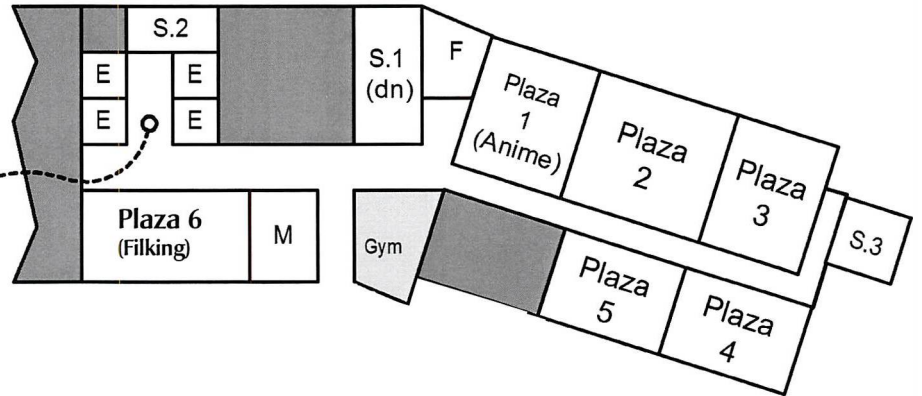 S.2
E
E
E
E
S.1
(dn)
F
Plaza
1
(Anime)
Plaza
2
Plaza
3
S.3
Plaza 6
(Filking)
M
Gym
Plaza
5
Plaza
4